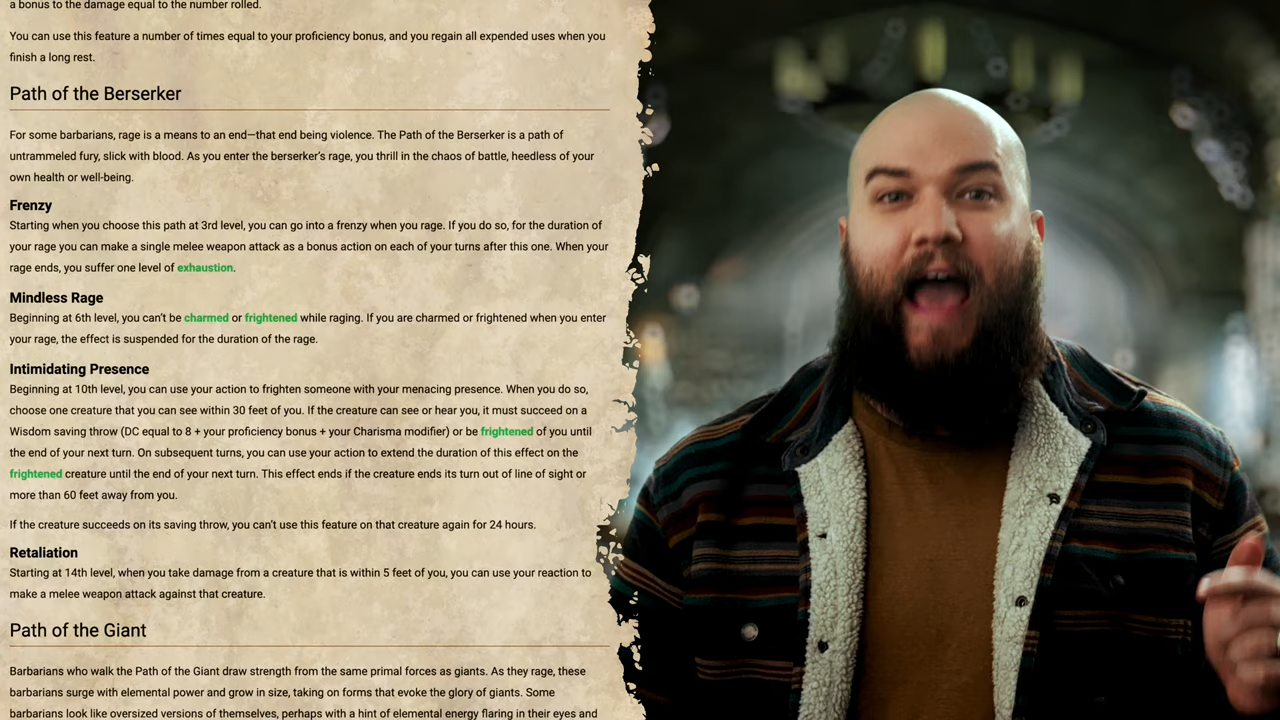 a bonus to the damage equal to the number rolled.
You can use this feature a number of times equal to your proficiency bonus, and you regain all expended uses when you
finish a long rest.
Path of the Berserker
For some barbarians, rage is a means to an end—that end being violence. The Path of the Berserker is a path of
untrammeled fury, slick with blood. As you enter the berserker's rage, you thrill in the chaos of battle, heedless of your
own health or well-being.
Frenzy
Starting when you choose this path at 3rd level, you can go into a frenzy when you rage. If you do so, for the duration of
your rage you can make a single melee weapon attack as a bonus action on each of your turns after this one. When your
rage ends, you suffer one level of exhaustion.
Mindless Rage
Beginning at 6th level, you can't be charmed or frightened while raging. If you are charmed or frightened when you enter
your rage, the effect is suspended for the duration of the rage.
Intimidating Presence
Beginning at 10th level, you can use your action to frighten someone with your menacing presence. When you do so,
choose one creature that you can see within 30 feet of you. If the creature can see or hear you, it must succeed on a
Wisdom saving throw (DC equal to 8 + your proficiency bonus + your Charisma modifier) or be frightened of you until
the end of your next turn. On subsequent turns, you can use your action to extend the duration of this effect on the
frightened creature until the end of your next turn. This effect ends if the creature ends its turn out of line of sight or
more than 60 feet away from you.
If the creature succeeds on its saving throw, you can't use this feature on that creature again for 24 hours.
Retaliation
Starting at 14th level, when you take damage from a creature that is within 5 feet of you, you can use your reaction to
make a melee weapon attack against that creature.
Path of the Giant
Barbarians who walk the Path of the Giant draw strength from the same primal forces as giants. As they rage, these
barbarians surge with elemental power and grow in size, taking on forms that evoke the glory of giants. Some
barbarians look like oversized versions of themselves, perhaps with a hint of elemental energy flaring in their eyes and